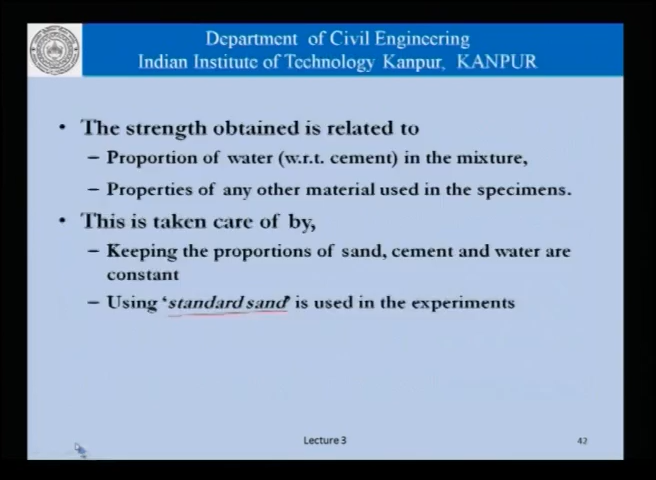 Department of Civil Engineering
Indian Institute of Technology Kanpur, KANPUR
• The strength obtained is related to
– Proportion of water (w.r.t. cement) in the mixture,
– Properties of any other material used in the specimens.
• This is taken care of by,
– Keeping the proportions of sand, cement and water are
constant
– Using ‘standard sand’ is used in the experiments
Lecture 3
42